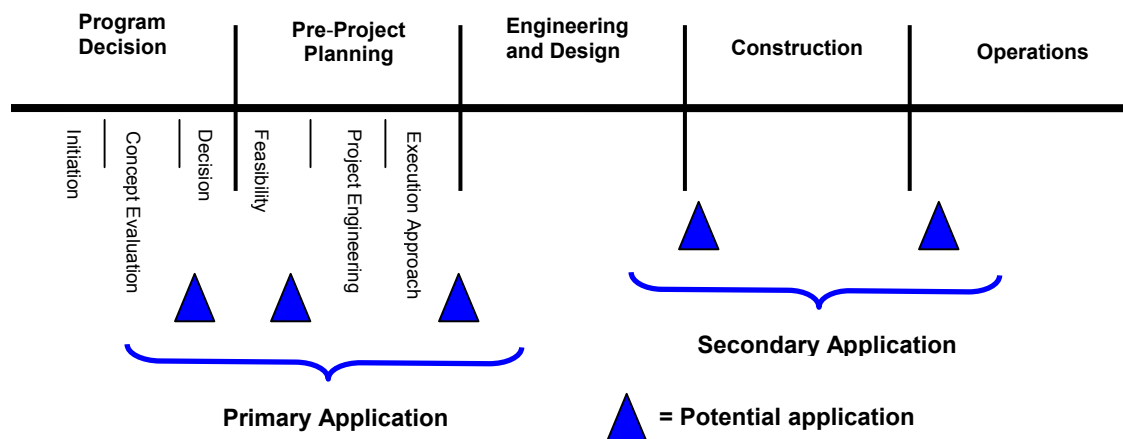 Program
Decision
Pre-Project
Planning
Engineering
and Design
Construction
Operations
Initiation
Concept Evaluation
Decision
Feasibility
Project Engineering
Execution Approach
Secondary Application
Primary Application
= Potential application